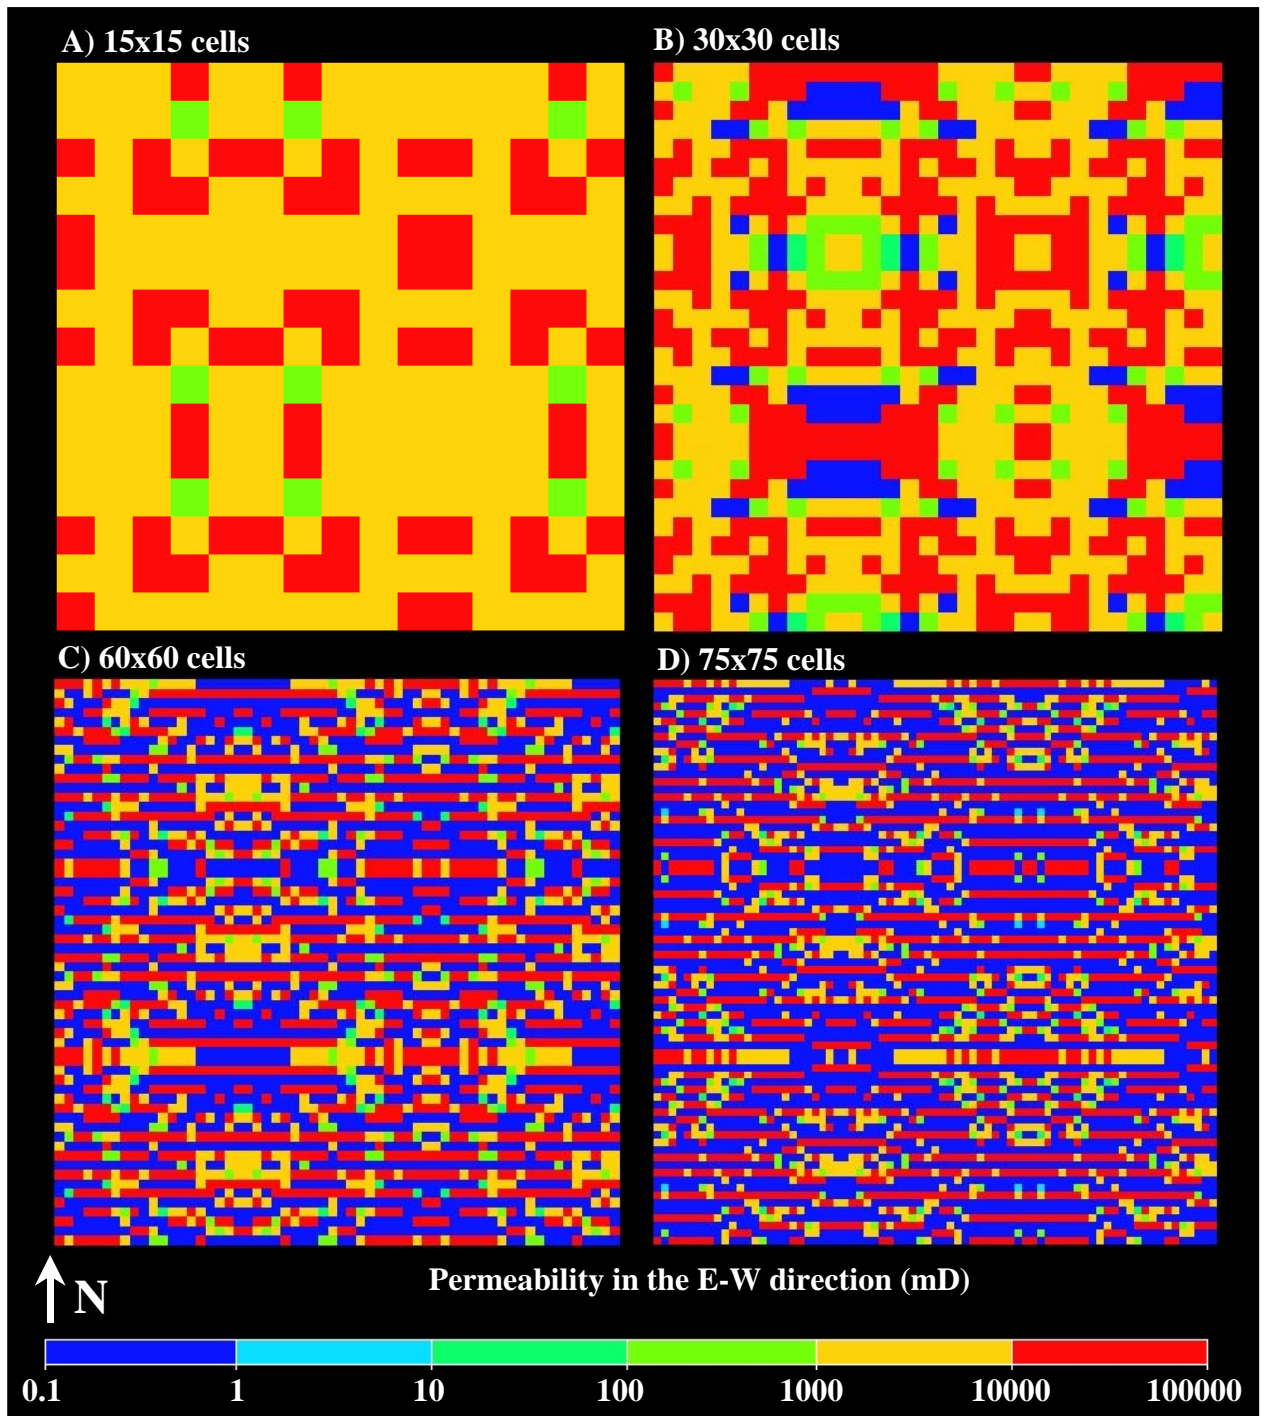 A) 15x15 cells
B) 30x30 cells
C) 60x60 cells
D) 75x75 cells
N
Permeability in the E-W direction (mD)
0.1 1 10 100 1000 10000 100000